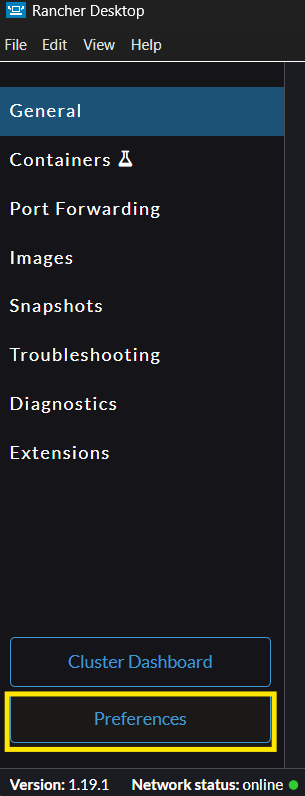 Rancher Desktop
File Edit View Help
General
Containers
Port Forwarding
Images
Snapshots
Troubleshooting
Diagnostics
Extensions
Cluster Dashboard
Preferences
Version: 1.19.1 Network status: online